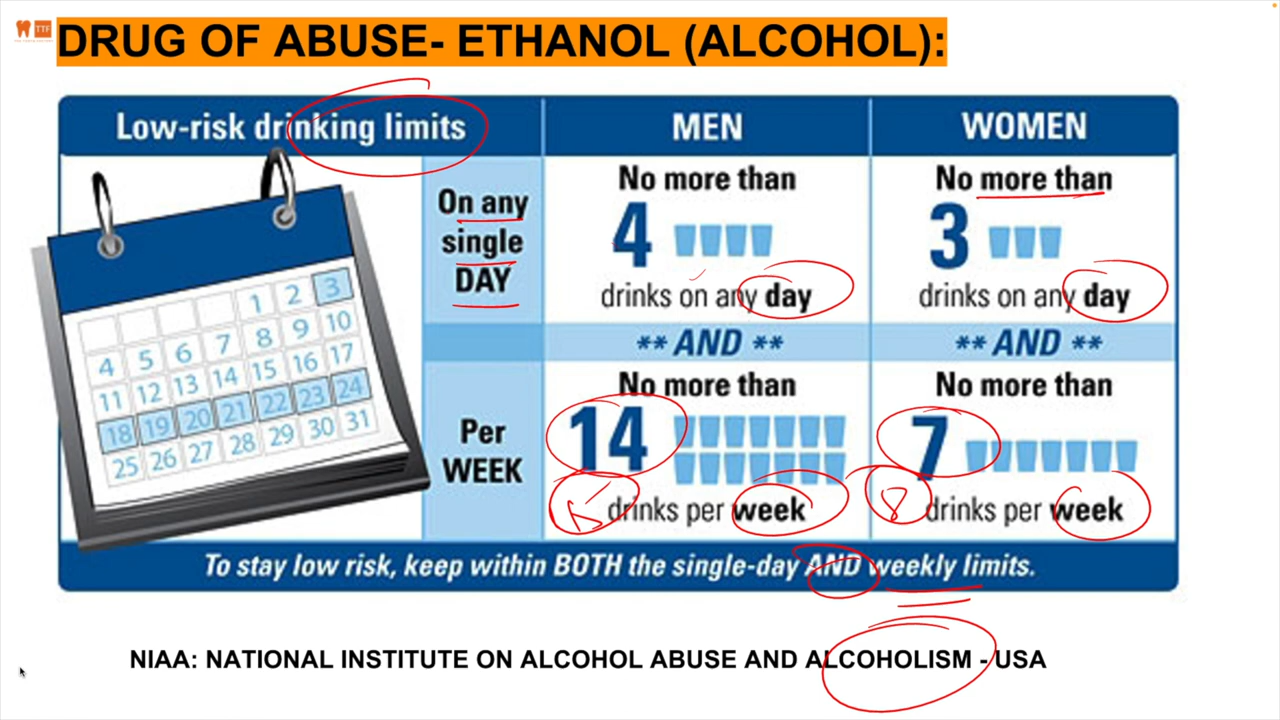 TTF
DRUG OF ABUSE- ETHANOL (ALCOHOL):
Low-risk drinking limits
MEN
WOMEN
On any
single
DAY
No more than
4
drinks on any day
No more than
3
drinks on any day
** AND **
** AND **
Per
WEEK
No more than
14
drinks per week
No more than
7
8
drinks per week
1 2 3
4 5 6 7 8 9 10
11 12 13 14 15 16 17
18 19 20 21 22 23 24
25 26 27 28 29 30 31
To stay low risk, keep within BOTH the single-day AND weekly limits.
NIAA: NATIONAL INSTITUTE ON ALCOHOL ABUSE AND ALCOHOLISM - USA